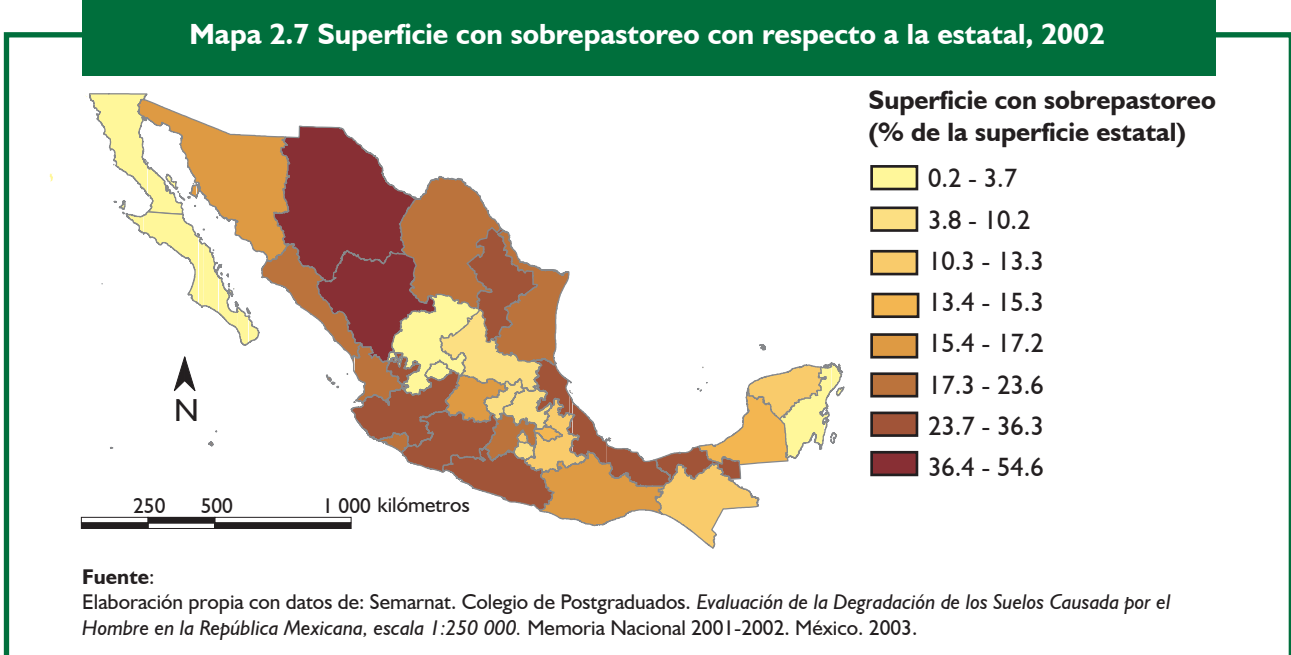 Mapa 2.7 Superficie con sobrepastoreo con respecto a la estatal, 2002
Superficie con sobrepastoreo
(% de la superficie estatal)
0.2 - 3.7
3.8 - 10.2
10.3 - 13.3
13.4 - 15.3
15.4 - 17.2
17.3 - 23.6
23.7 - 36.3
36.4 - 54.6
N
250 500 1 000 kilómetros
Fuente:
Elaboración propia con datos de: Semarnat. Colegio de Postgraduados. Evaluación de la Degradación de los Suelos Causada por el
Hombre en la República Mexicana, escala 1:250 000. Memoria Nacional 2001-2002. México. 2003.